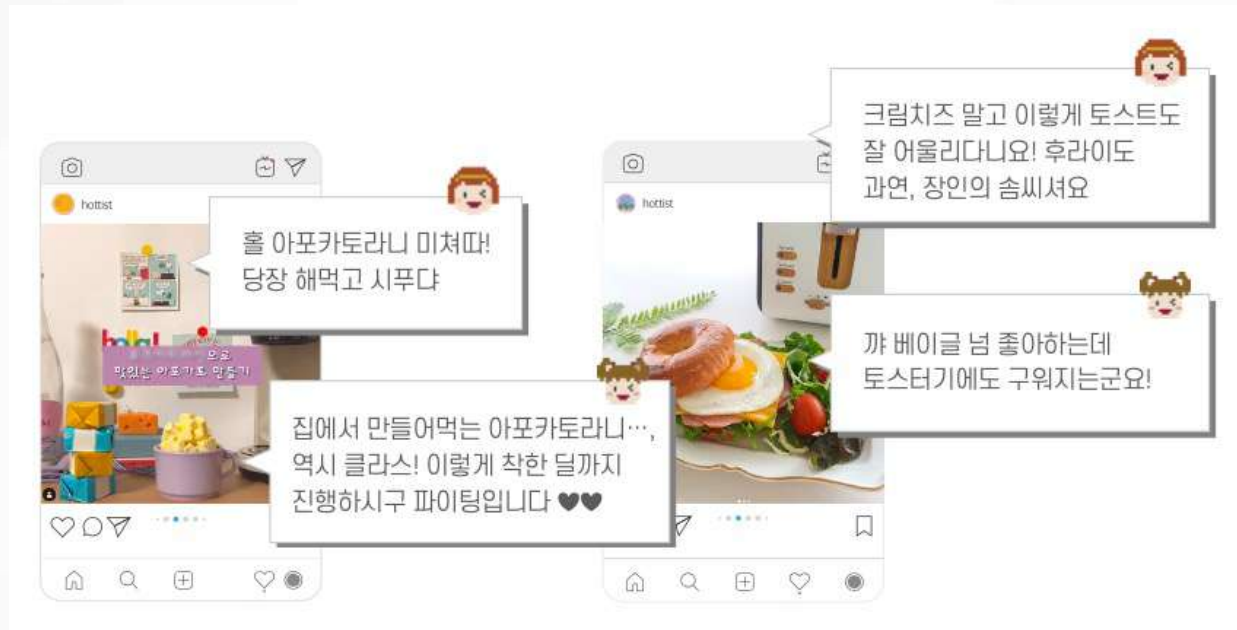 hottist
홀 아포카토라니 미쳐따!
당장 해먹고 시푸댜
hello!
으로
맛있는 아포가토 만들기
집에서 만들어먹는 아포카토라니…,
역시 클라스! 이렇게 착한 딜까지
진행하시구 파이팅입니다 ♥♥
hottist
크림치즈 말고 이렇게 토스트도
잘 어울리다니요! 후라이도
과연, 장인의 솜씨셔요
꺄 베이글 넘 좋아하는데
토스터기에도 구워지는군요!